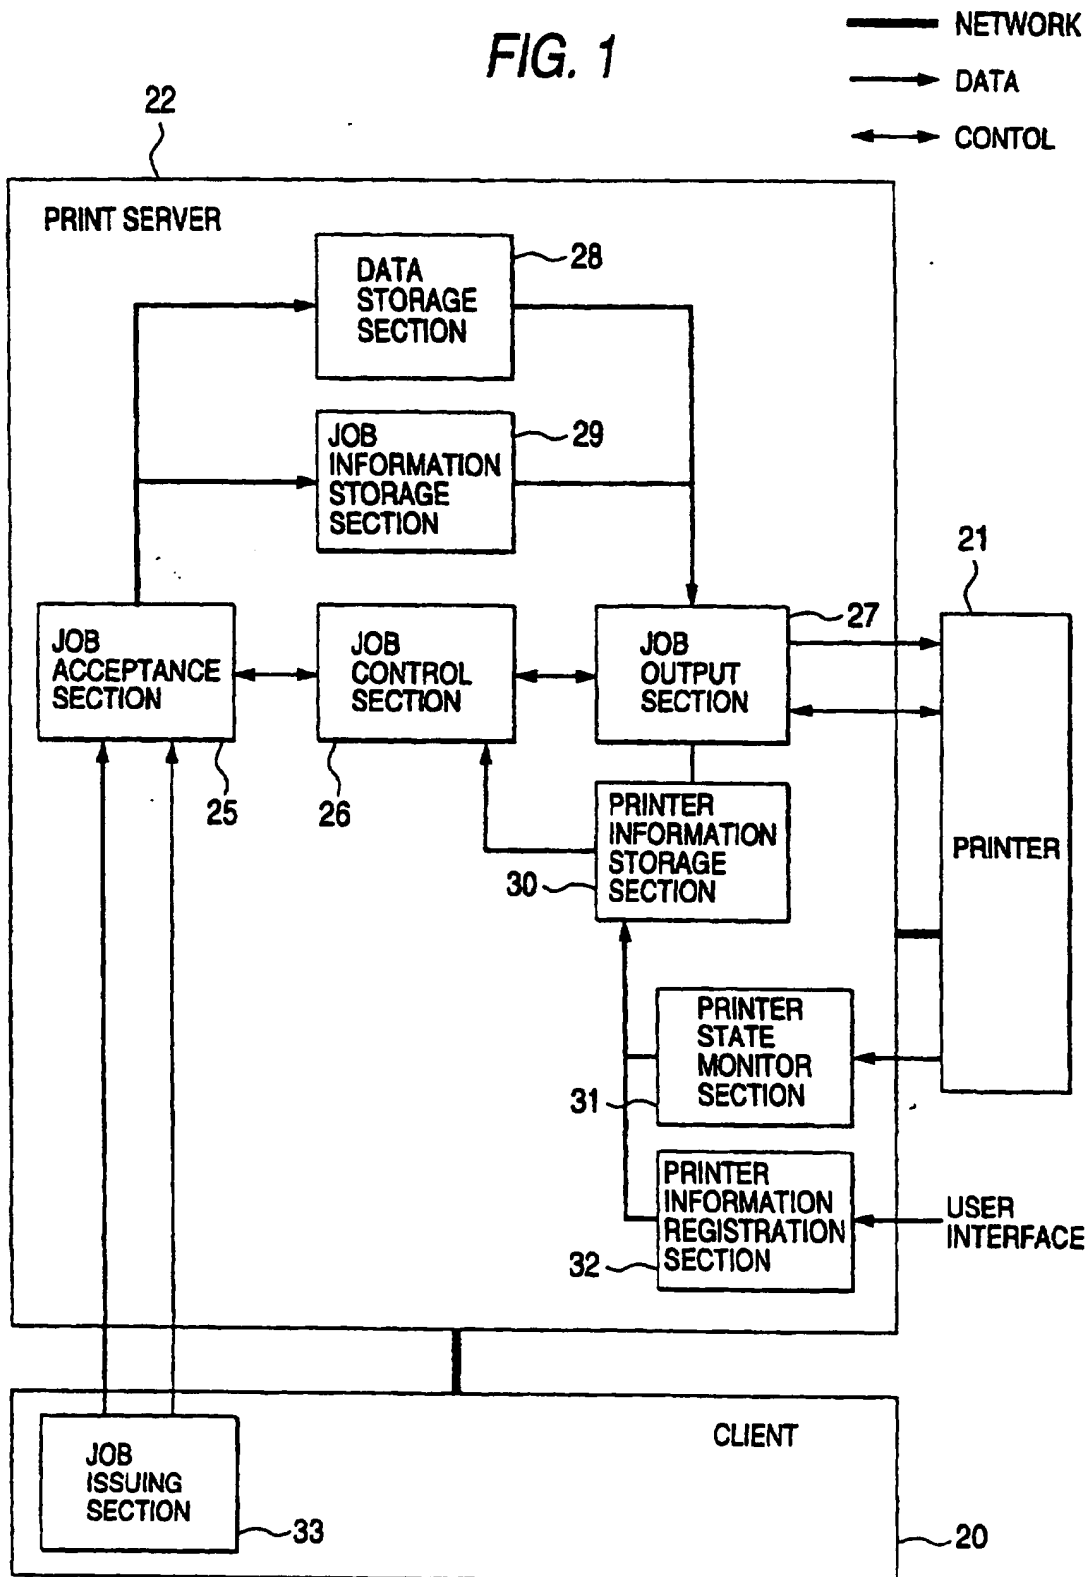 FIG. 1
NETWORK
DATA
CONTOL
22
PRINT SERVER
DATA
STORAGE
SECTION
28
JOB
INFORMATION
STORAGE
SECTION
29
JOB
ACCEPTANCE
SECTION
25
JOB
CONTROL
SECTION
26
JOB
OUTPUT
SECTION
27
21
PRINTER
PRINTER
INFORMATION
STORAGE
SECTION
30
PRINTER
STATE
MONITOR
SECTION
31
PRINTER
INFORMATION
REGISTRATION
SECTION
32
USER
INTERFACE
CLIENT
JOB
ISSUING
SECTION
33
20